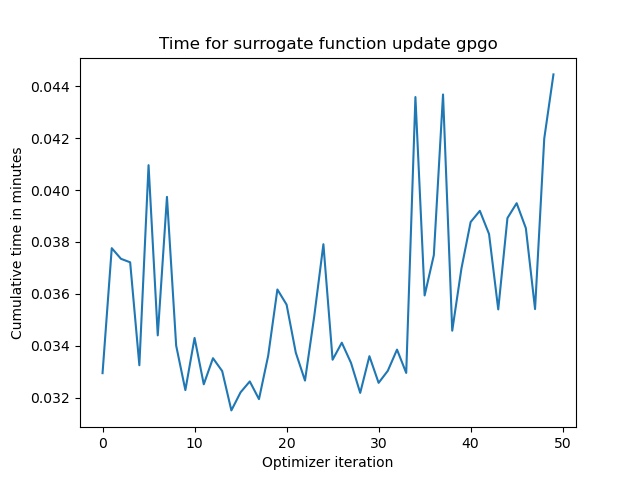 Time for surrogate function update gpgo
0.044
0.042
0.040
0.038
0.036
0.034
0.032
Cumulative time in minutes
0 10 20 30 40 50
Optimizer iteration